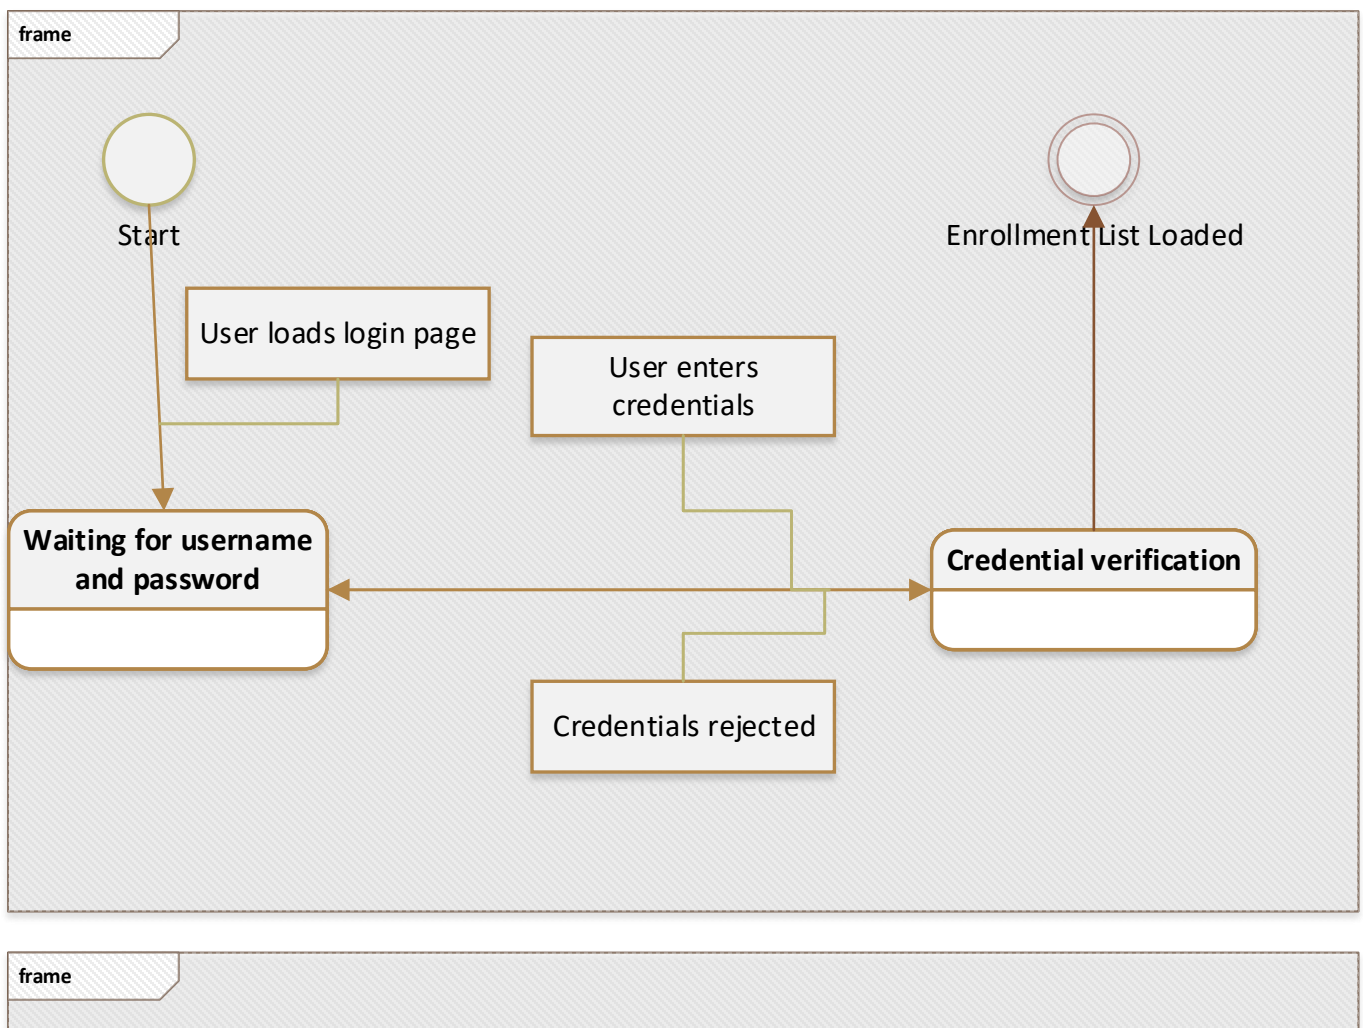 frame
Start
Enrollment List Loaded
User loads login page
User enters
credentials
Waiting for username
and password
Credential verification
Credentials rejected
frame